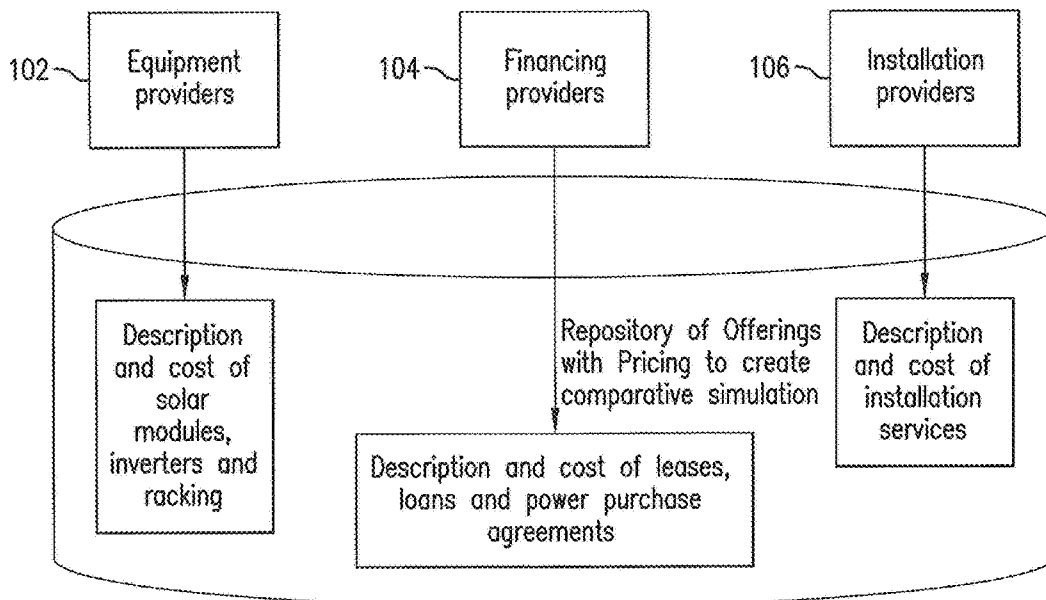 102
Equipment
providers
104
Financing
providers
106
Installation
providers
Description
and cost of
solar
modules,
inverters and
racking
Repository of Offerings
with Pricing to create
comparative simulation
Description and cost of leases,
loans and power purchase
agreements
Description
and cost of
installation
services